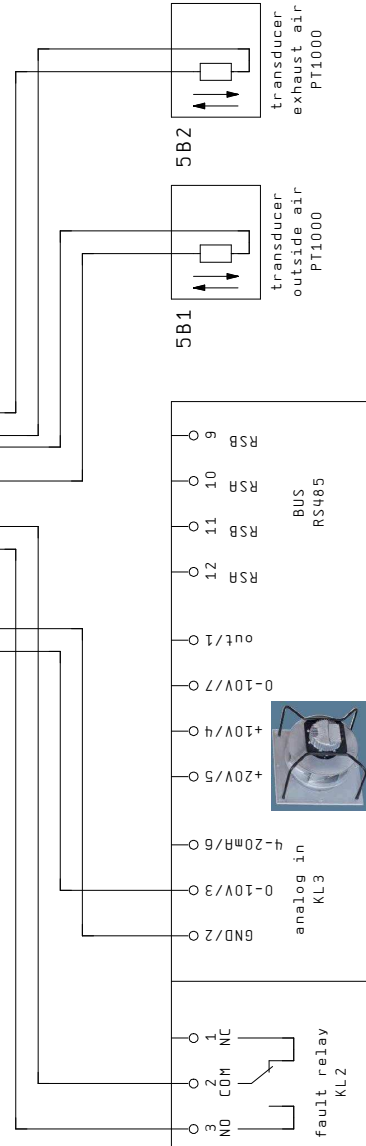 5B2
transducer
exhaust air
PT1000
5B1
transducer
outside air
PT1000
9
RSB
10
RSA
11
RSB
12
RSA
BUS
RS485
out/1
0-10V/7
+10V/4
+20V/5
4-20mA/6
0-10V/3
GND/2
analog in
KL3
1
NC
2
COM
3
NO
fault relay
KL2